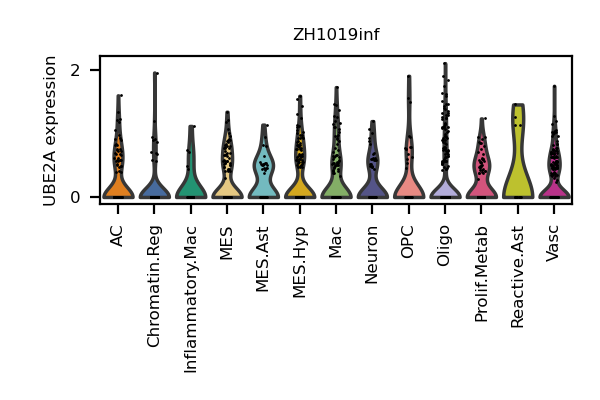 ZH1019inf
UBE2A expression
2
0
AC
Chromatin.Reg
Inflammatory.Mac
MES
MES.Ast
MES.Hyp
Mac
Neuron
OPC
Oligo
Prolif.Metab
Reactive.Ast
Vasc